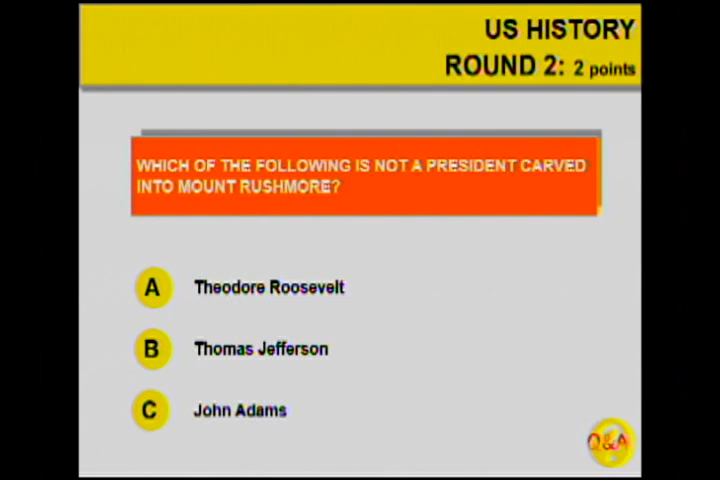 US HISTORY
ROUND 2: 2 points
WHICH OF THE FOLLOWING IS NOT A PRESIDENT CARVED
INTO MOUNT RUSHMORE?
A Theodore Roosevelt
B Thomas Jefferson
C John Adams
Q&A